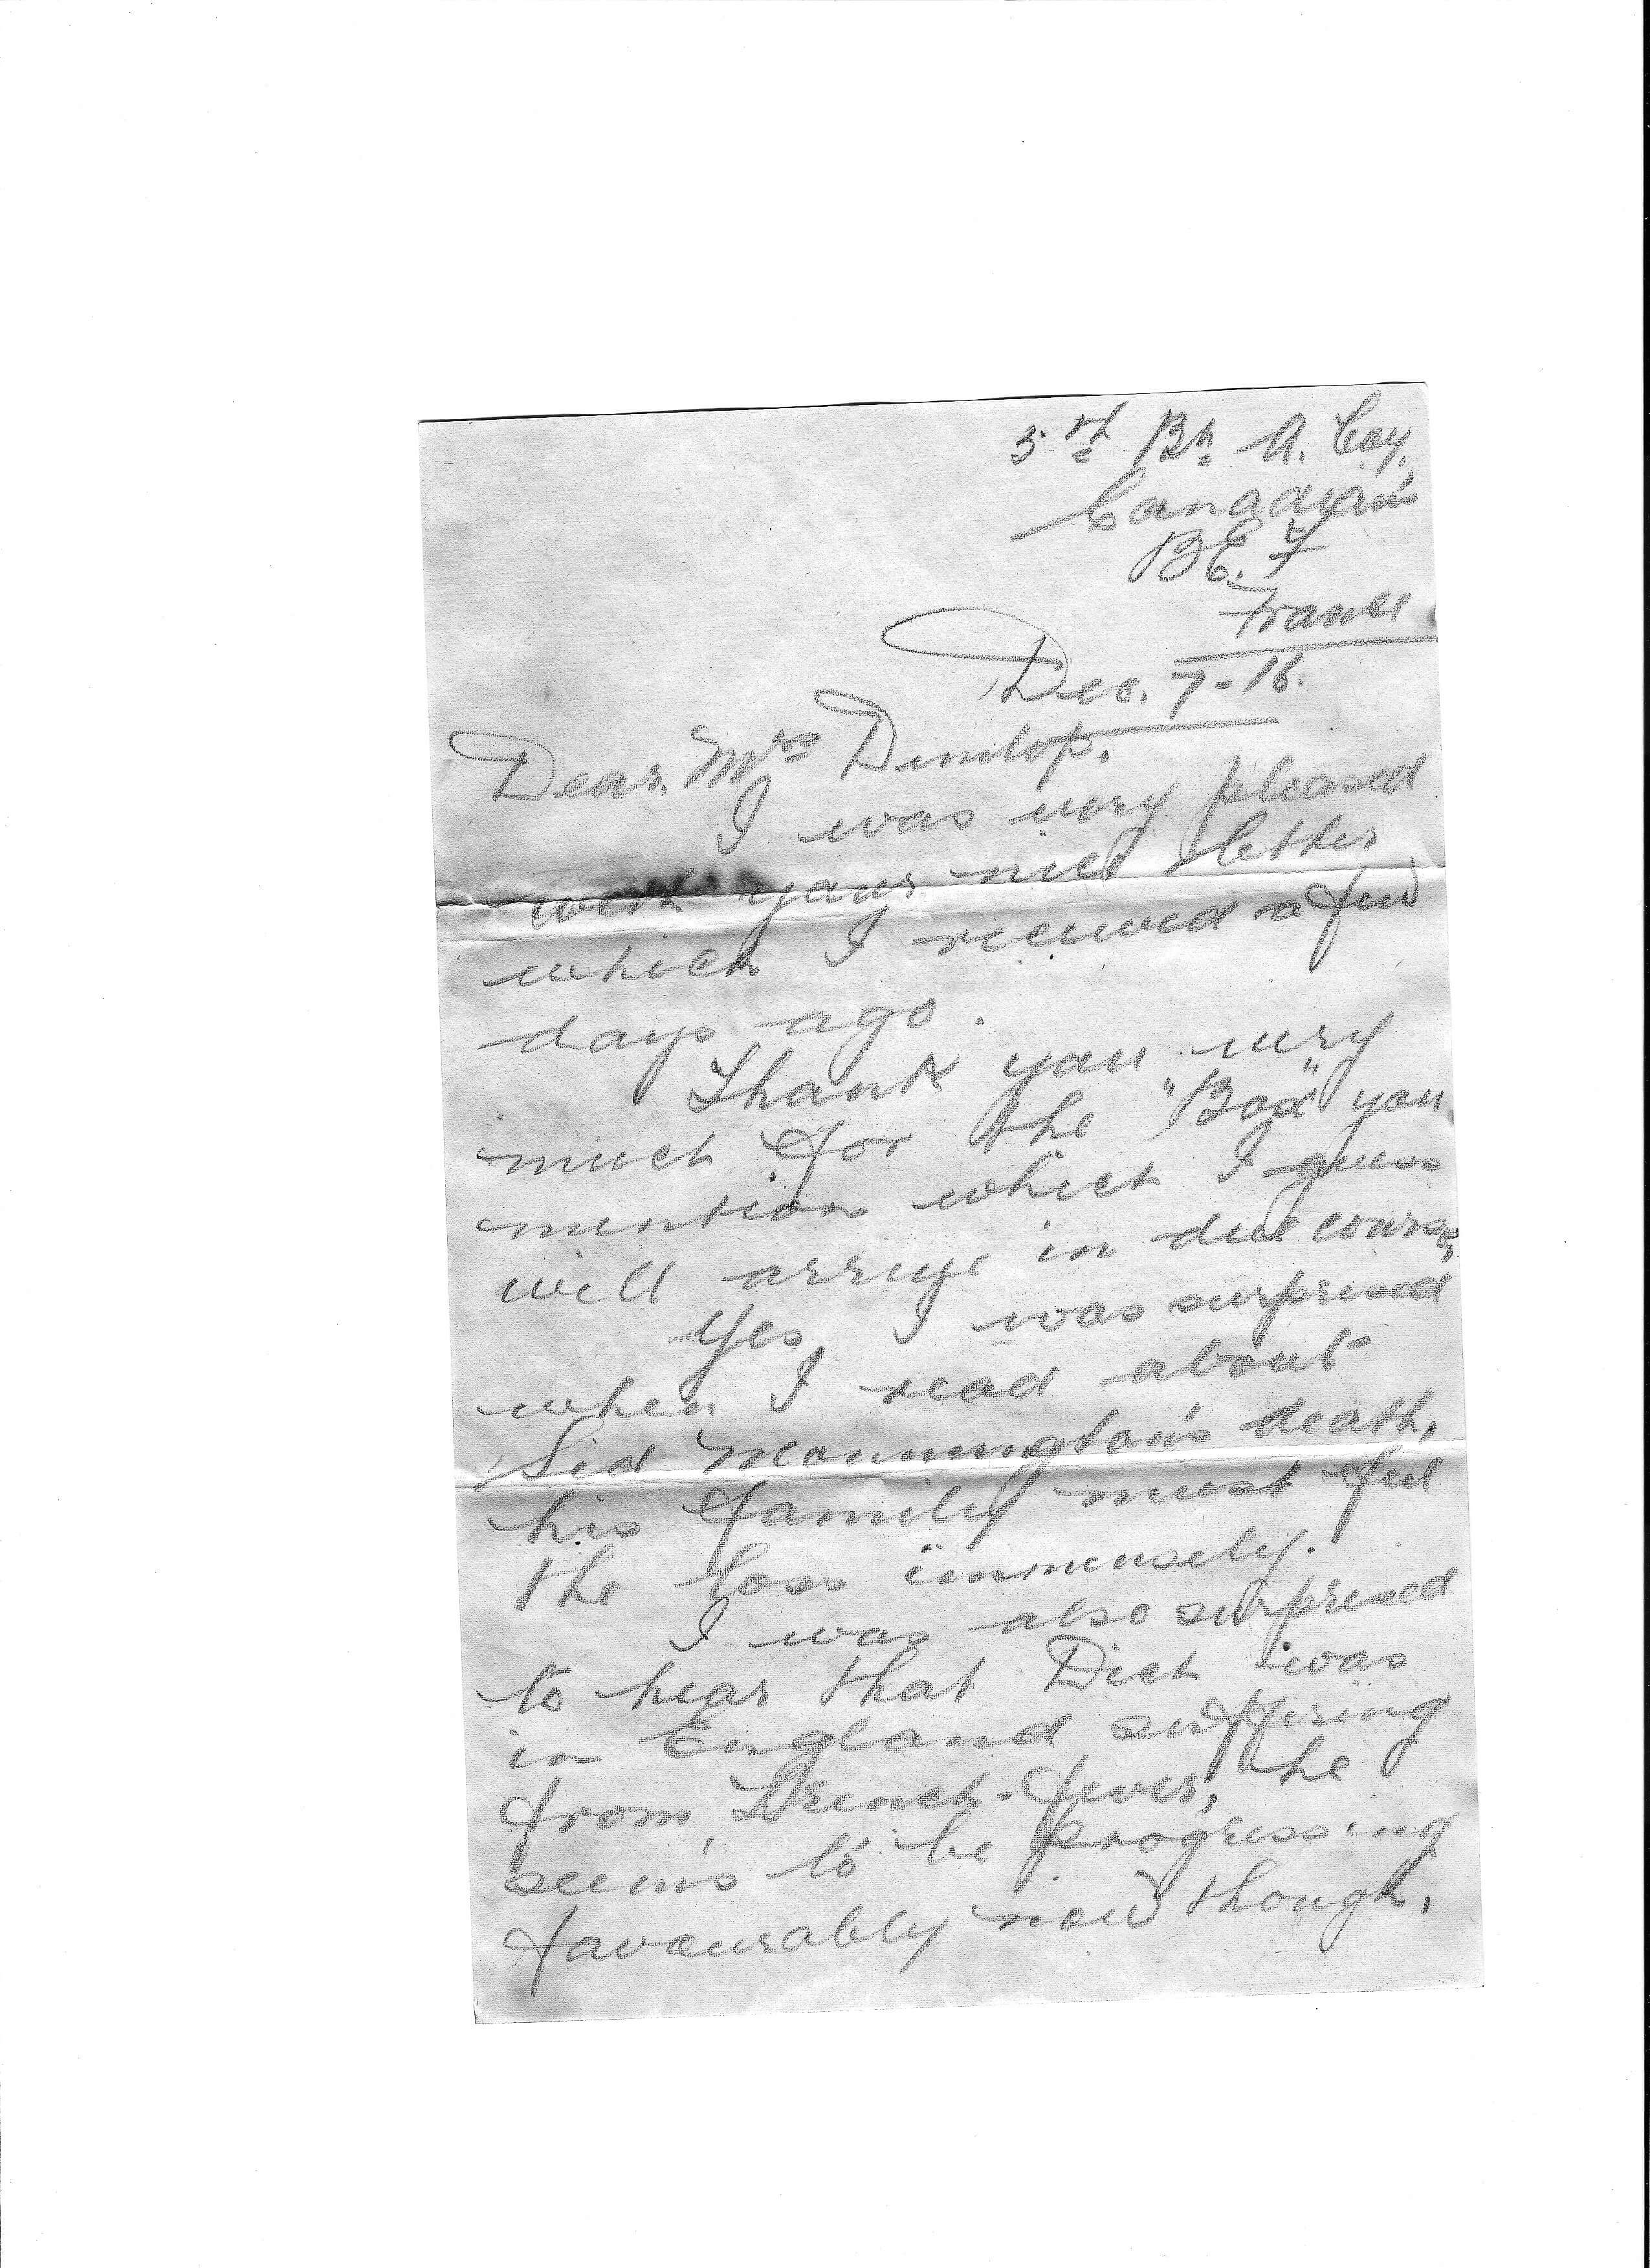 3rd Bn A. Coy.
Canadians
B.E.F
France
Dec. 7-18.
Dear Mrs Dunlop.
I was very pleased
with your nice letter
which I received a few
days ago.
Thank you very
much for the "Box" you
mention which I guess
will arrive in due course.
Yes, I was surprised
when I read about
Sid Mannington's death,
his family must feel
the loss immensely.
I was also surprised
to hear that Dick was
in England suffering
from Trench-fever, he
seems to be progressing
favourably now though.